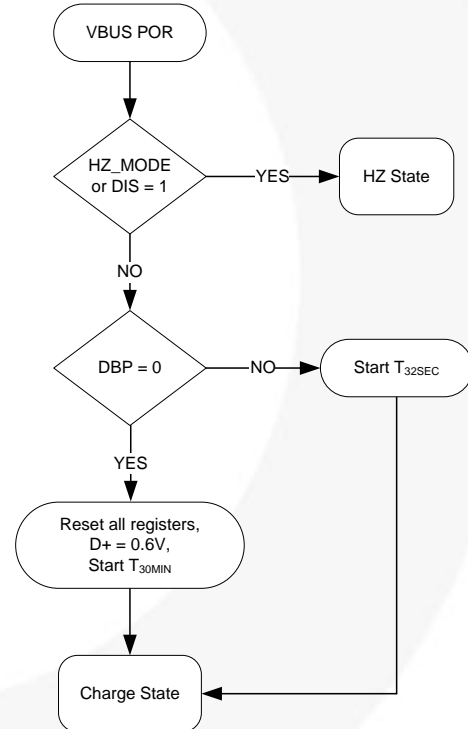 VBUS POR
HZ_MODE
or DIS = 1
YES
HZ State
NO
DBP = 0
NO
Start T32SEC
YES
Reset all registers,
D+ = 0.6V,
Start T30MIN
Charge State